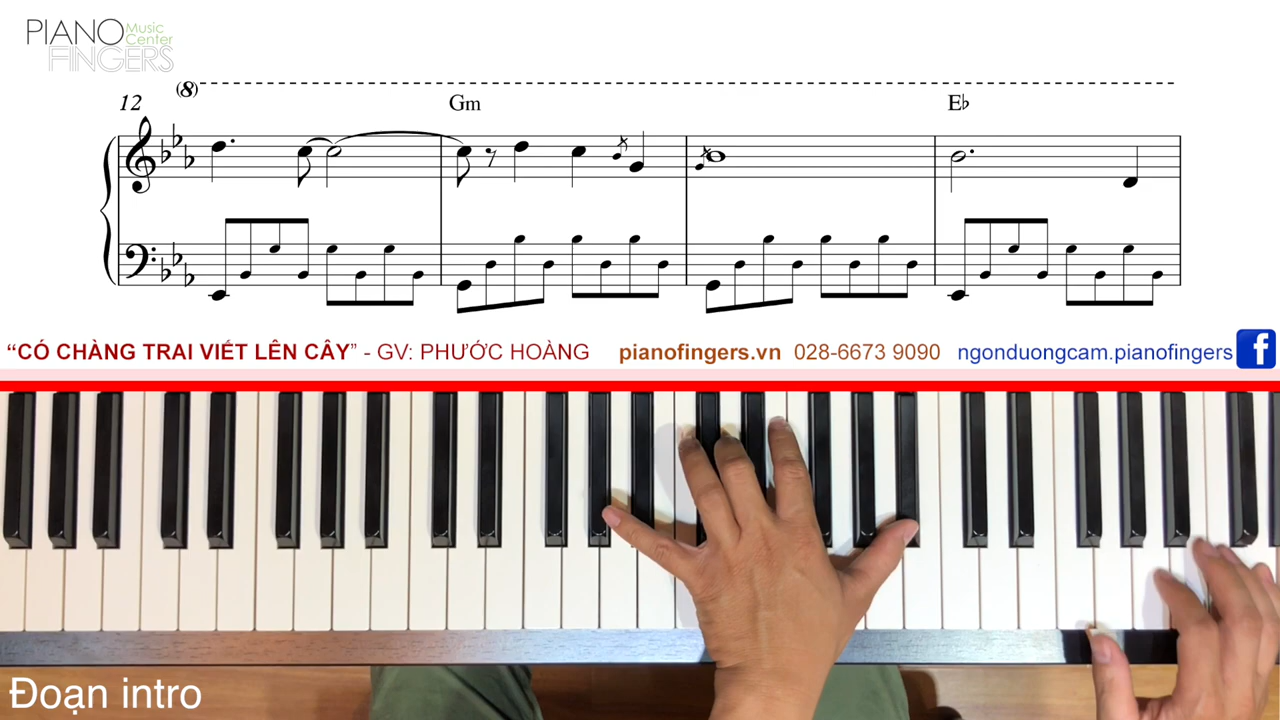 PIANO Music
Center
FINGERS
(8)
12 Gm E♭
“CÓ CHÀNG TRAI VIẾT LÊN CÂY” - GV: PHƯỚC HOÀNG pianofingers.vn 028-6673 9090 ngonduongcam.pianofingers f
Đoạn intro